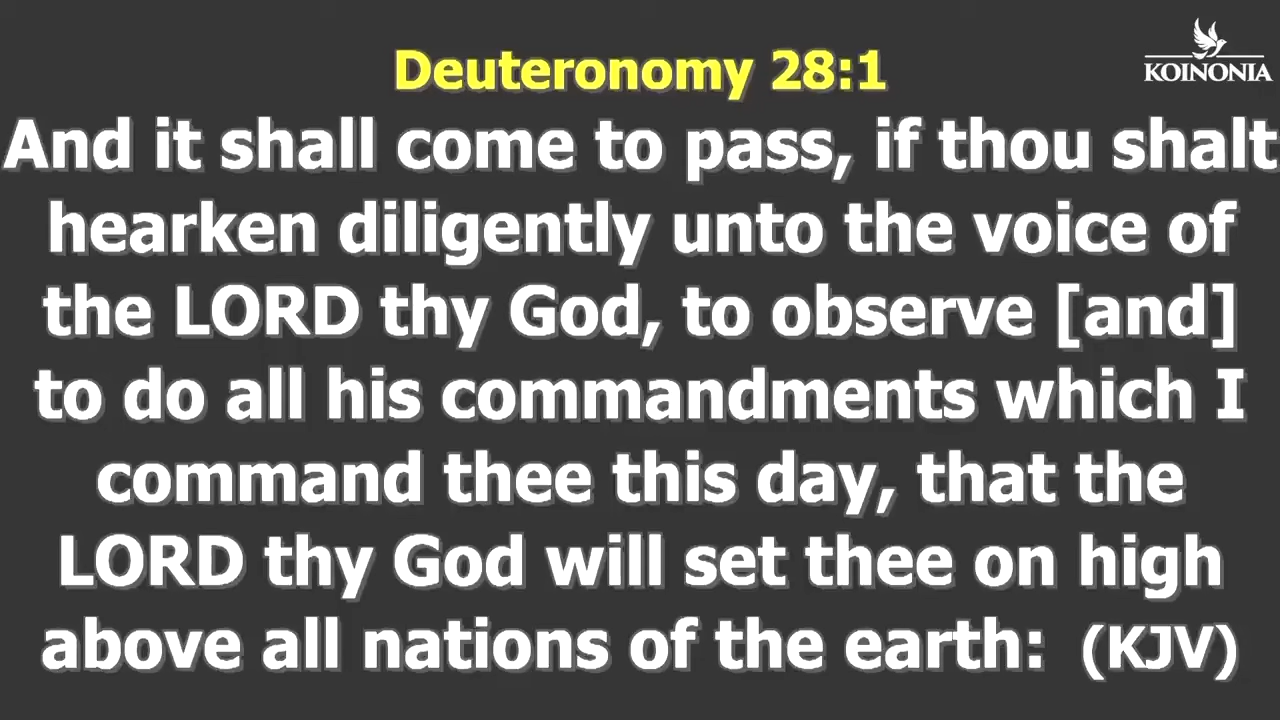 Deuteronomy 28:1
KOINONIA
And it shall come to pass, if thou shalt
hearken diligently unto the voice of
the LORD thy God, to observe [and]
to do all his commandments which I
command thee this day, that the
LORD thy God will set thee on high
above all nations of the earth: (KJV)